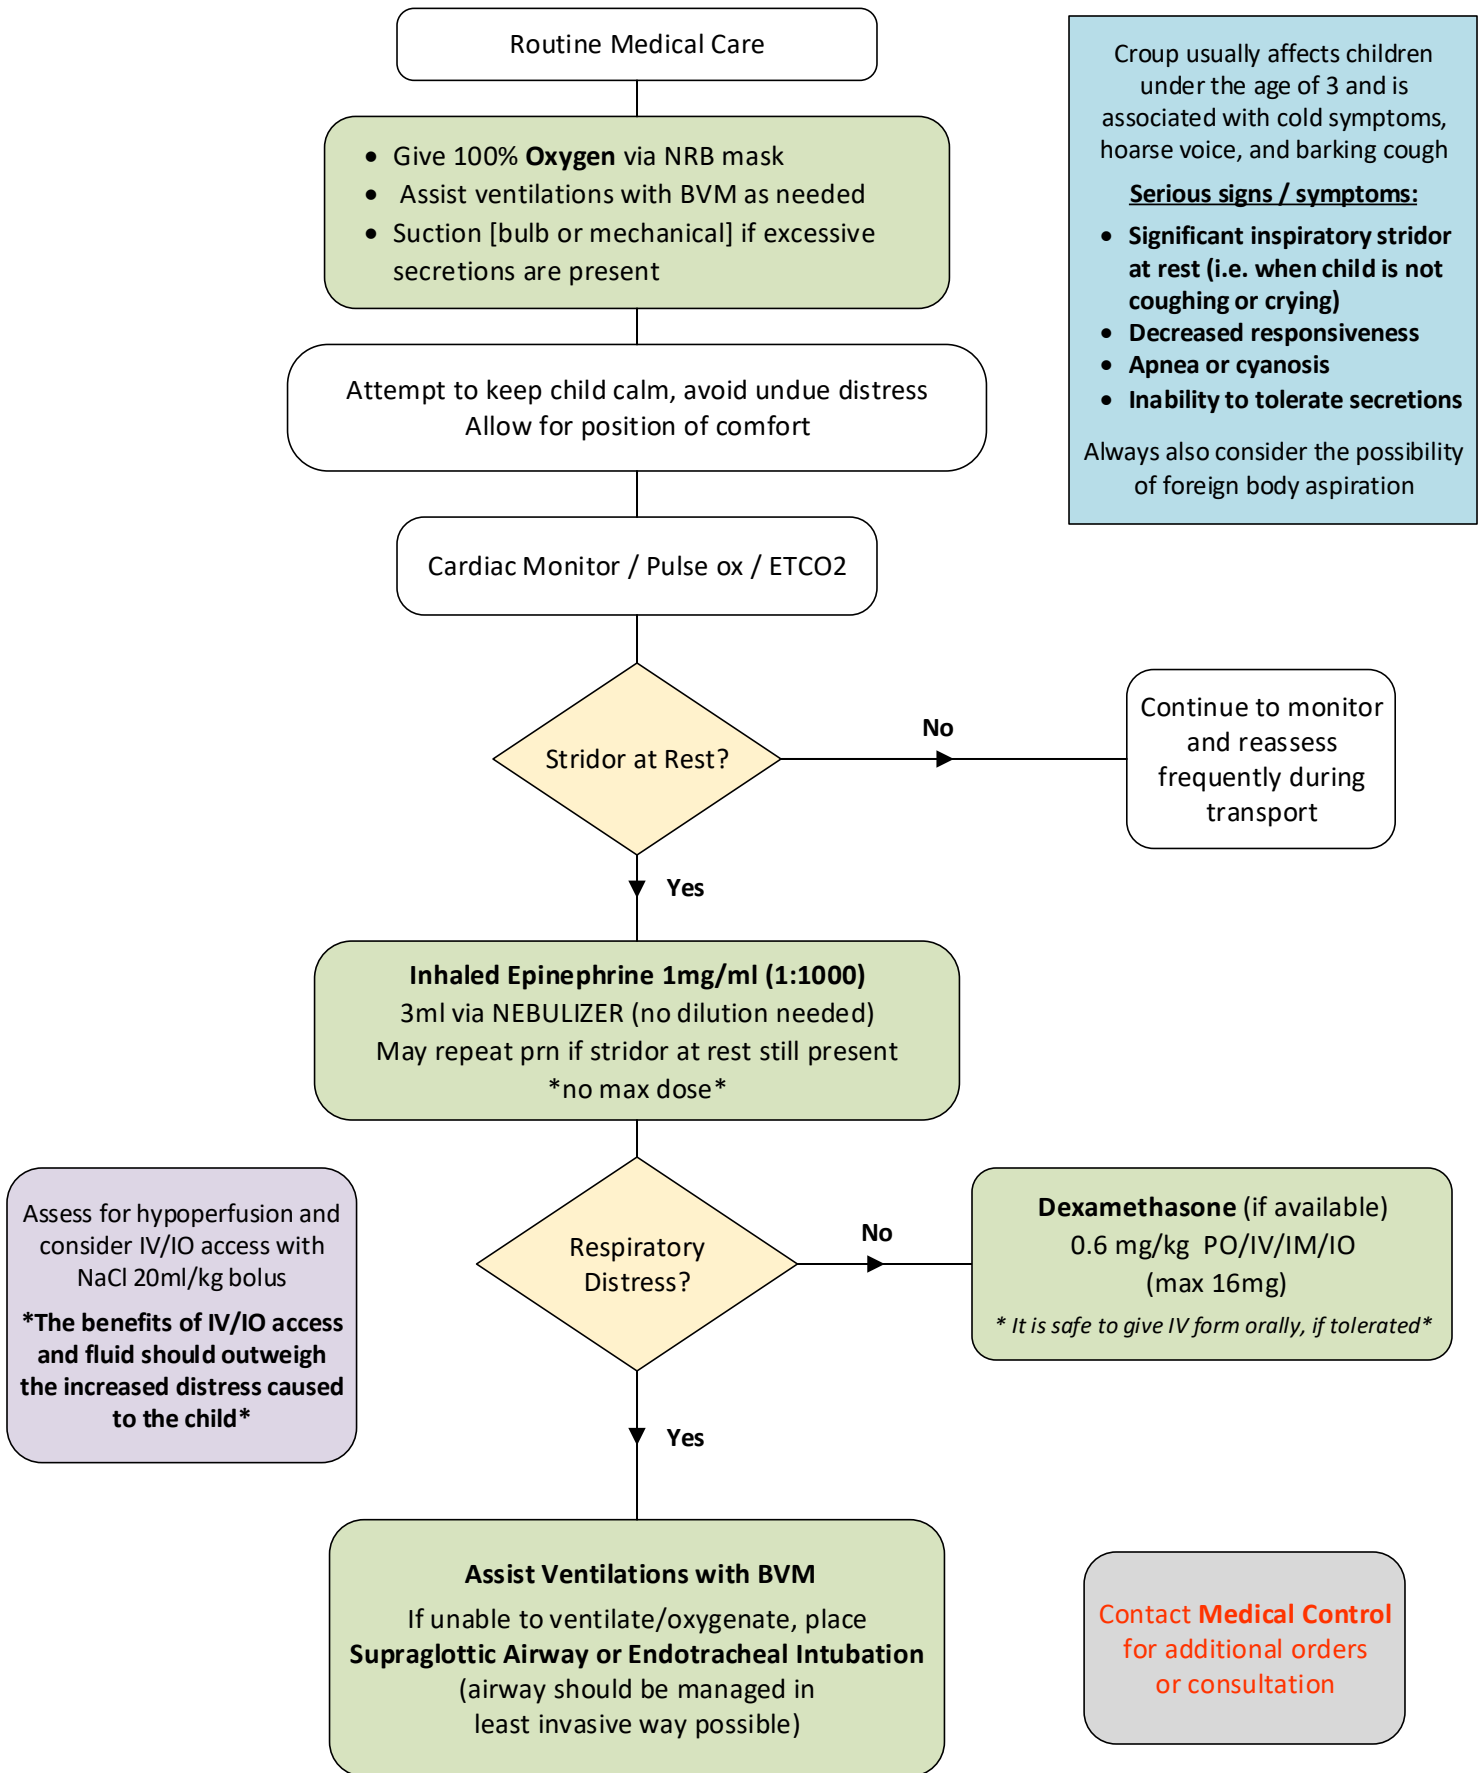 Routine Medical Care
• Give 100% Oxygen via NRB mask
• Assist ventilations with BVM as needed
• Suction [bulb or mechanical] if excessive
secretions are present
Attempt to keep child calm, avoid undue distress
Allow for position of comfort
Cardiac Monitor / Pulse ox / ETCO2
Croup usually affects children
under the age of 3 and is
associated with cold symptoms,
hoarse voice, and barking cough
Serious signs / symptoms:
• Significant inspiratory stridor
at rest (i.e. when child is not
coughing or crying)
• Decreased responsiveness
• Apnea or cyanosis
• Inability to tolerate secretions
Always also consider the possibility
of foreign body aspiration
Stridor at Rest?
No
Continue to monitor
and reassess
frequently during
transport
Yes
Inhaled Epinephrine 1mg/ml (1:1000)
3ml via NEBULIZER (no dilution needed)
May repeat prn if stridor at rest still present
*no max dose*
Assess for hypoperfusion and
consider IV/IO access with
NaCl 20ml/kg bolus
*The benefits of IV/IO access
and fluid should outweigh
the increased distress caused
to the child*
Respiratory
Distress?
No
Dexamethasone (if available)
0.6 mg/kg PO/IV/IM/IO
(max 16mg)
* It is safe to give IV form orally, if tolerated*
Yes
Assist Ventilations with BVM
If unable to ventilate/oxygenate, place
Supraglottic Airway or Endotracheal Intubation
(airway should be managed in
least invasive way possible)
Contact Medical Control
for additional orders
or consultation